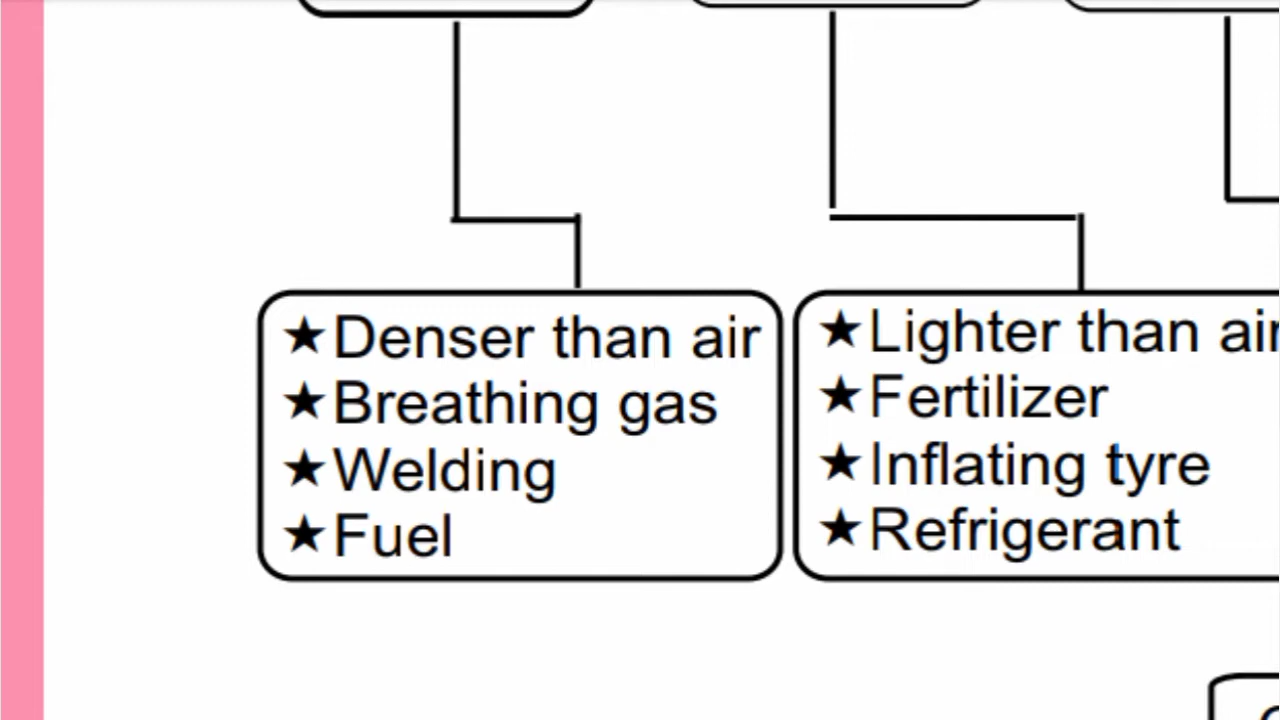 ★Denser than air
★Breathing gas
★Welding
★Fuel
★Lighter than air
★Fertilizer
★Inflating tyre
★Refrigerant